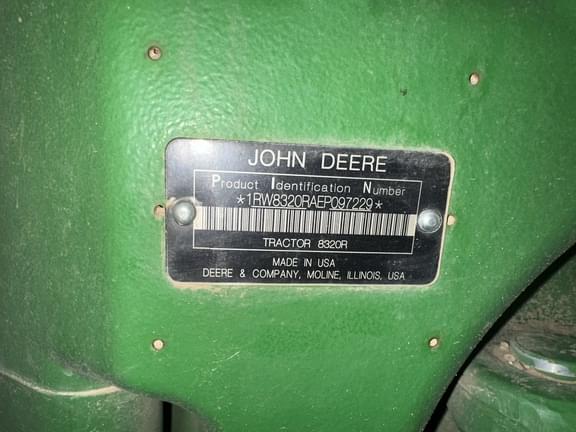 JOHN DEERE
Product Identification Number
*1RW8320RAEP097229*
TRACTOR 8320R
MADE IN USA
DEERE & COMPANY, MOLINE, ILLINOIS, USA